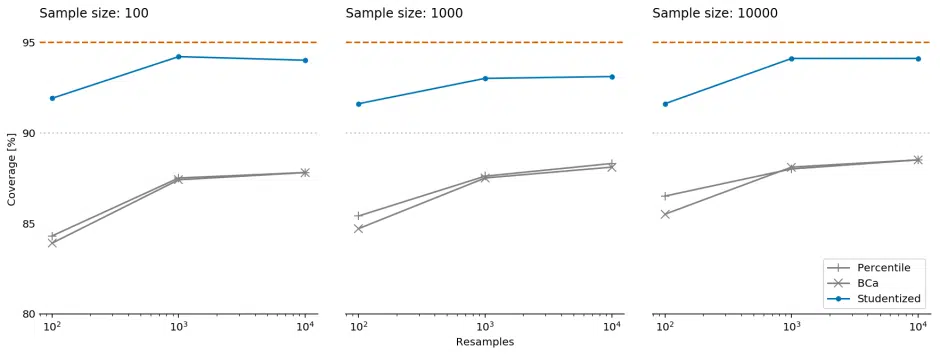 Sample size: 100
Sample size: 1000
Sample size: 10000
Coverage [%]
95
90
85
80
10²
10³
10⁴
10²
10³
10⁴
10²
10³
10⁴
Resamples
Percentile
BCa
Studentized